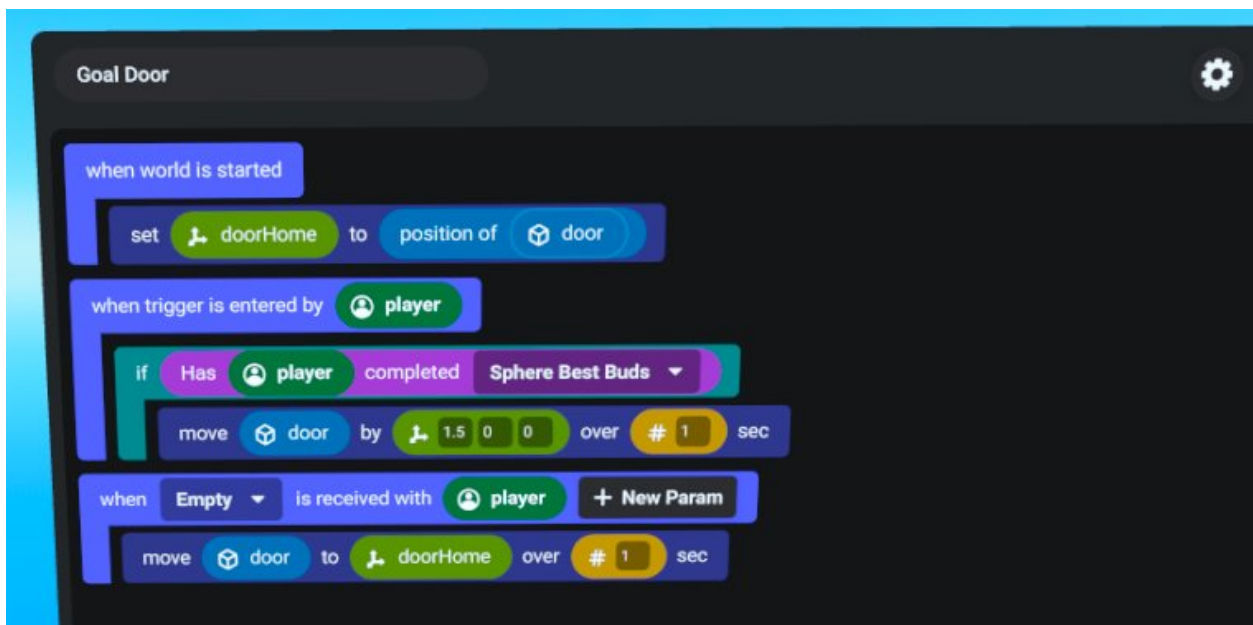 Goal Door
when world is started
set doorHome to position of door
when trigger is entered by player
if Has player completed Sphere Best Buds
move door by 1.5 0 0 over # 1 sec
when Empty is received with player + New Param
move door to doorHome over # 1 sec